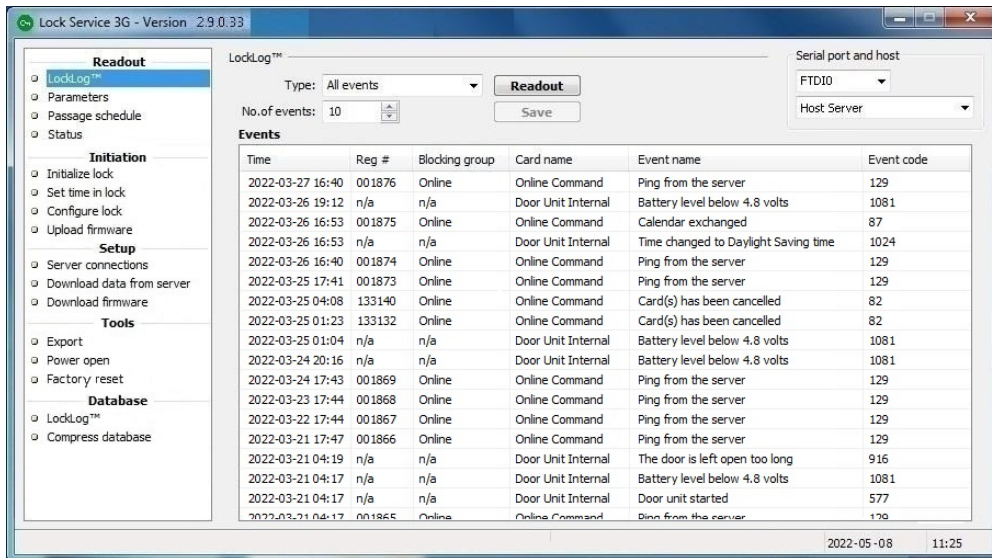 Lock Service 3G - Version 2.9.0.33
Readout
LockLog™
Parameters
Passage schedule
Status
Initiation
Initialize lock
Set time in lock
Configure lock
Upload firmware
Setup
Server connections
Download data from server
Download firmware
Tools
Export
Power open
Factory reset
Database
LockLog™
Compress database
LockLog™
Type: All events Readout
No.of events: 10 Save
Serial port and host
FTDI0
Host Server
Events
Time Reg # Blocking group Card name Event name Event code
2022-03-27 16:40 001876 Online Online Command Ping from the server 129
2022-03-26 19:12 n/a n/a Door Unit Internal Battery level below 4.8 volts 1081
2022-03-26 16:53 001875 Online Online Command Calendar exchanged 87
2022-03-26 16:53 n/a n/a Door Unit Internal Time changed to Daylight Saving time 1024
2022-03-26 16:40 001874 Online Online Command Ping from the server 129
2022-03-25 17:41 001873 Online Online Command Ping from the server 129
2022-03-25 04:08 133140 Online Online Command Card(s) has been cancelled 82
2022-03-25 01:23 133132 Online Online Command Card(s) has been cancelled 82
2022-03-25 01:04 n/a n/a Door Unit Internal Battery level below 4.8 volts 1081
2022-03-24 20:16 n/a n/a Door Unit Internal Battery level below 4.8 volts 1081
2022-03-24 17:43 001869 Online Online Command Ping from the server 129
2022-03-23 17:44 001868 Online Online Command Ping from the server 129
2022-03-22 17:44 001867 Online Online Command Ping from the server 129
2022-03-21 17:47 001866 Online Online Command Ping from the server 129
2022-03-21 04:19 n/a n/a Door Unit Internal The door is left open too long 916
2022-03-21 04:17 n/a n/a Door Unit Internal Battery level below 4.8 volts 1081
2022-03-21 04:17 n/a n/a Door Unit Internal Door unit started 577
2022-03-21 04:17 001865 Online Online Command Ping from the server 129
2022-05-08 11:25